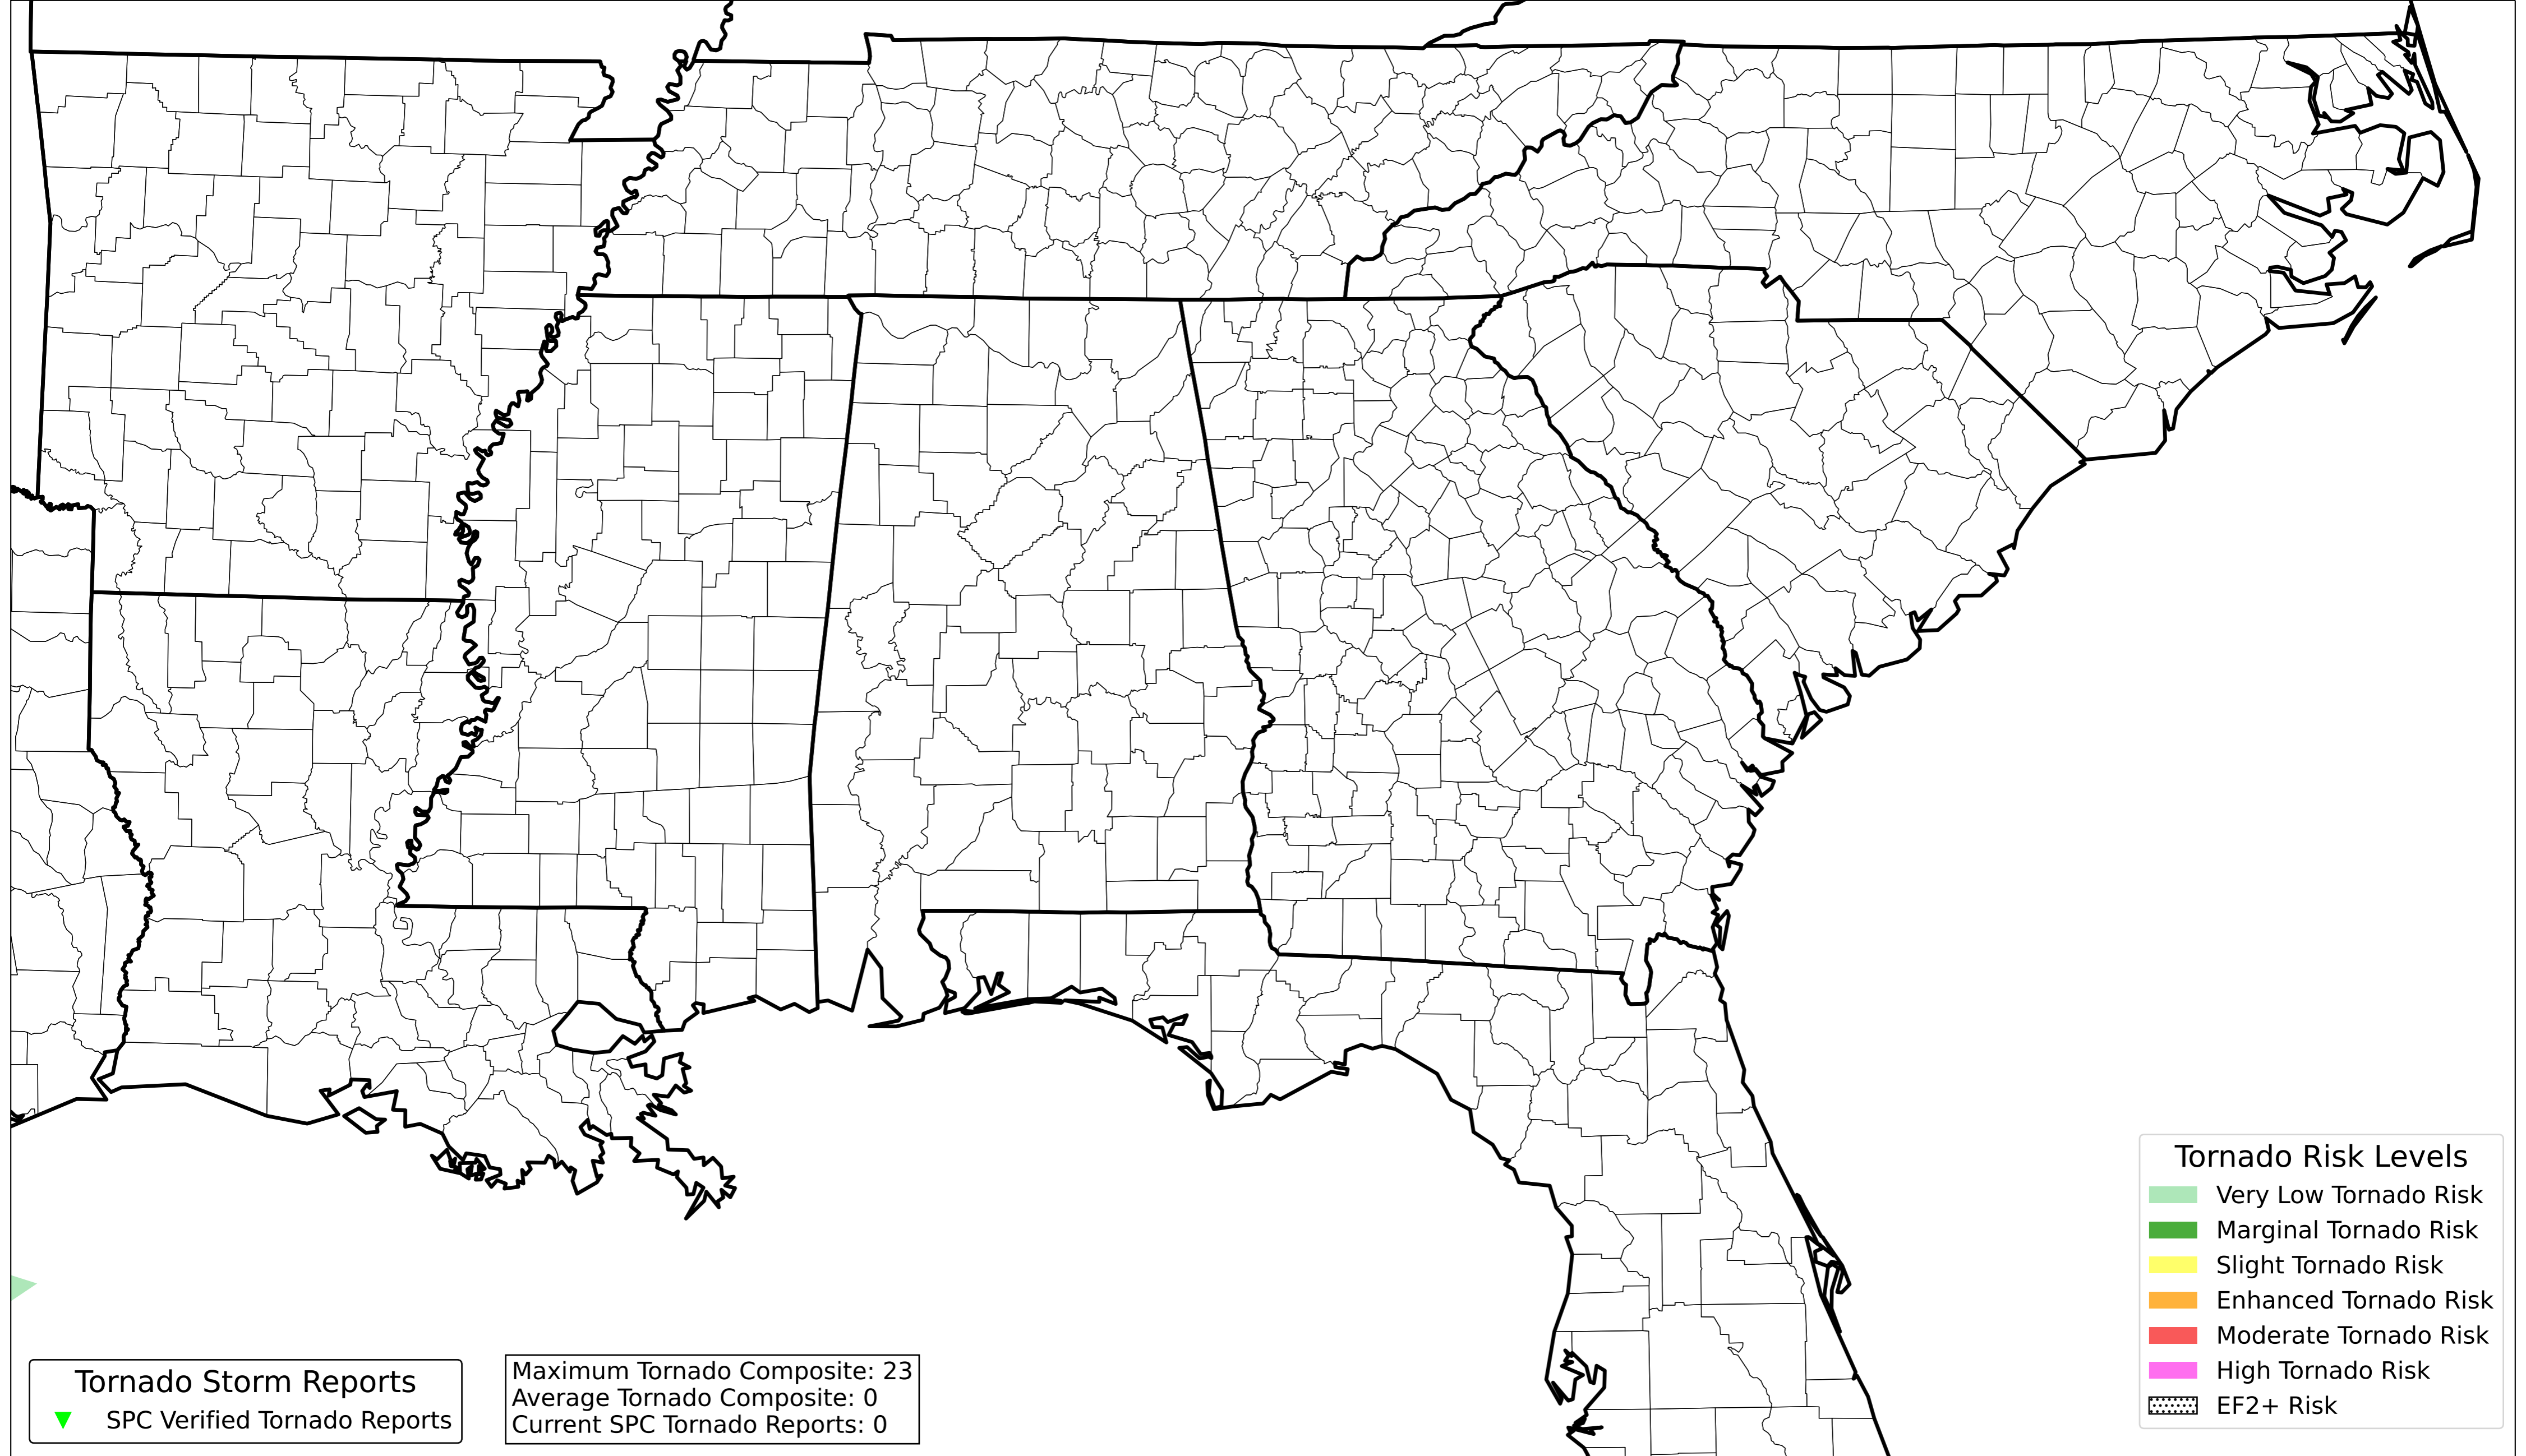 Tornado Risk Levels
Very Low Tornado Risk
Marginal Tornado Risk
Slight Tornado Risk
Enhanced Tornado Risk
Moderate Tornado Risk
High Tornado Risk
EF2+ Risk
Tornado Storm Reports
SPC Verified Tornado Reports
Maximum Tornado Composite: 23
Average Tornado Composite: 0
Current SPC Tornado Reports: 0